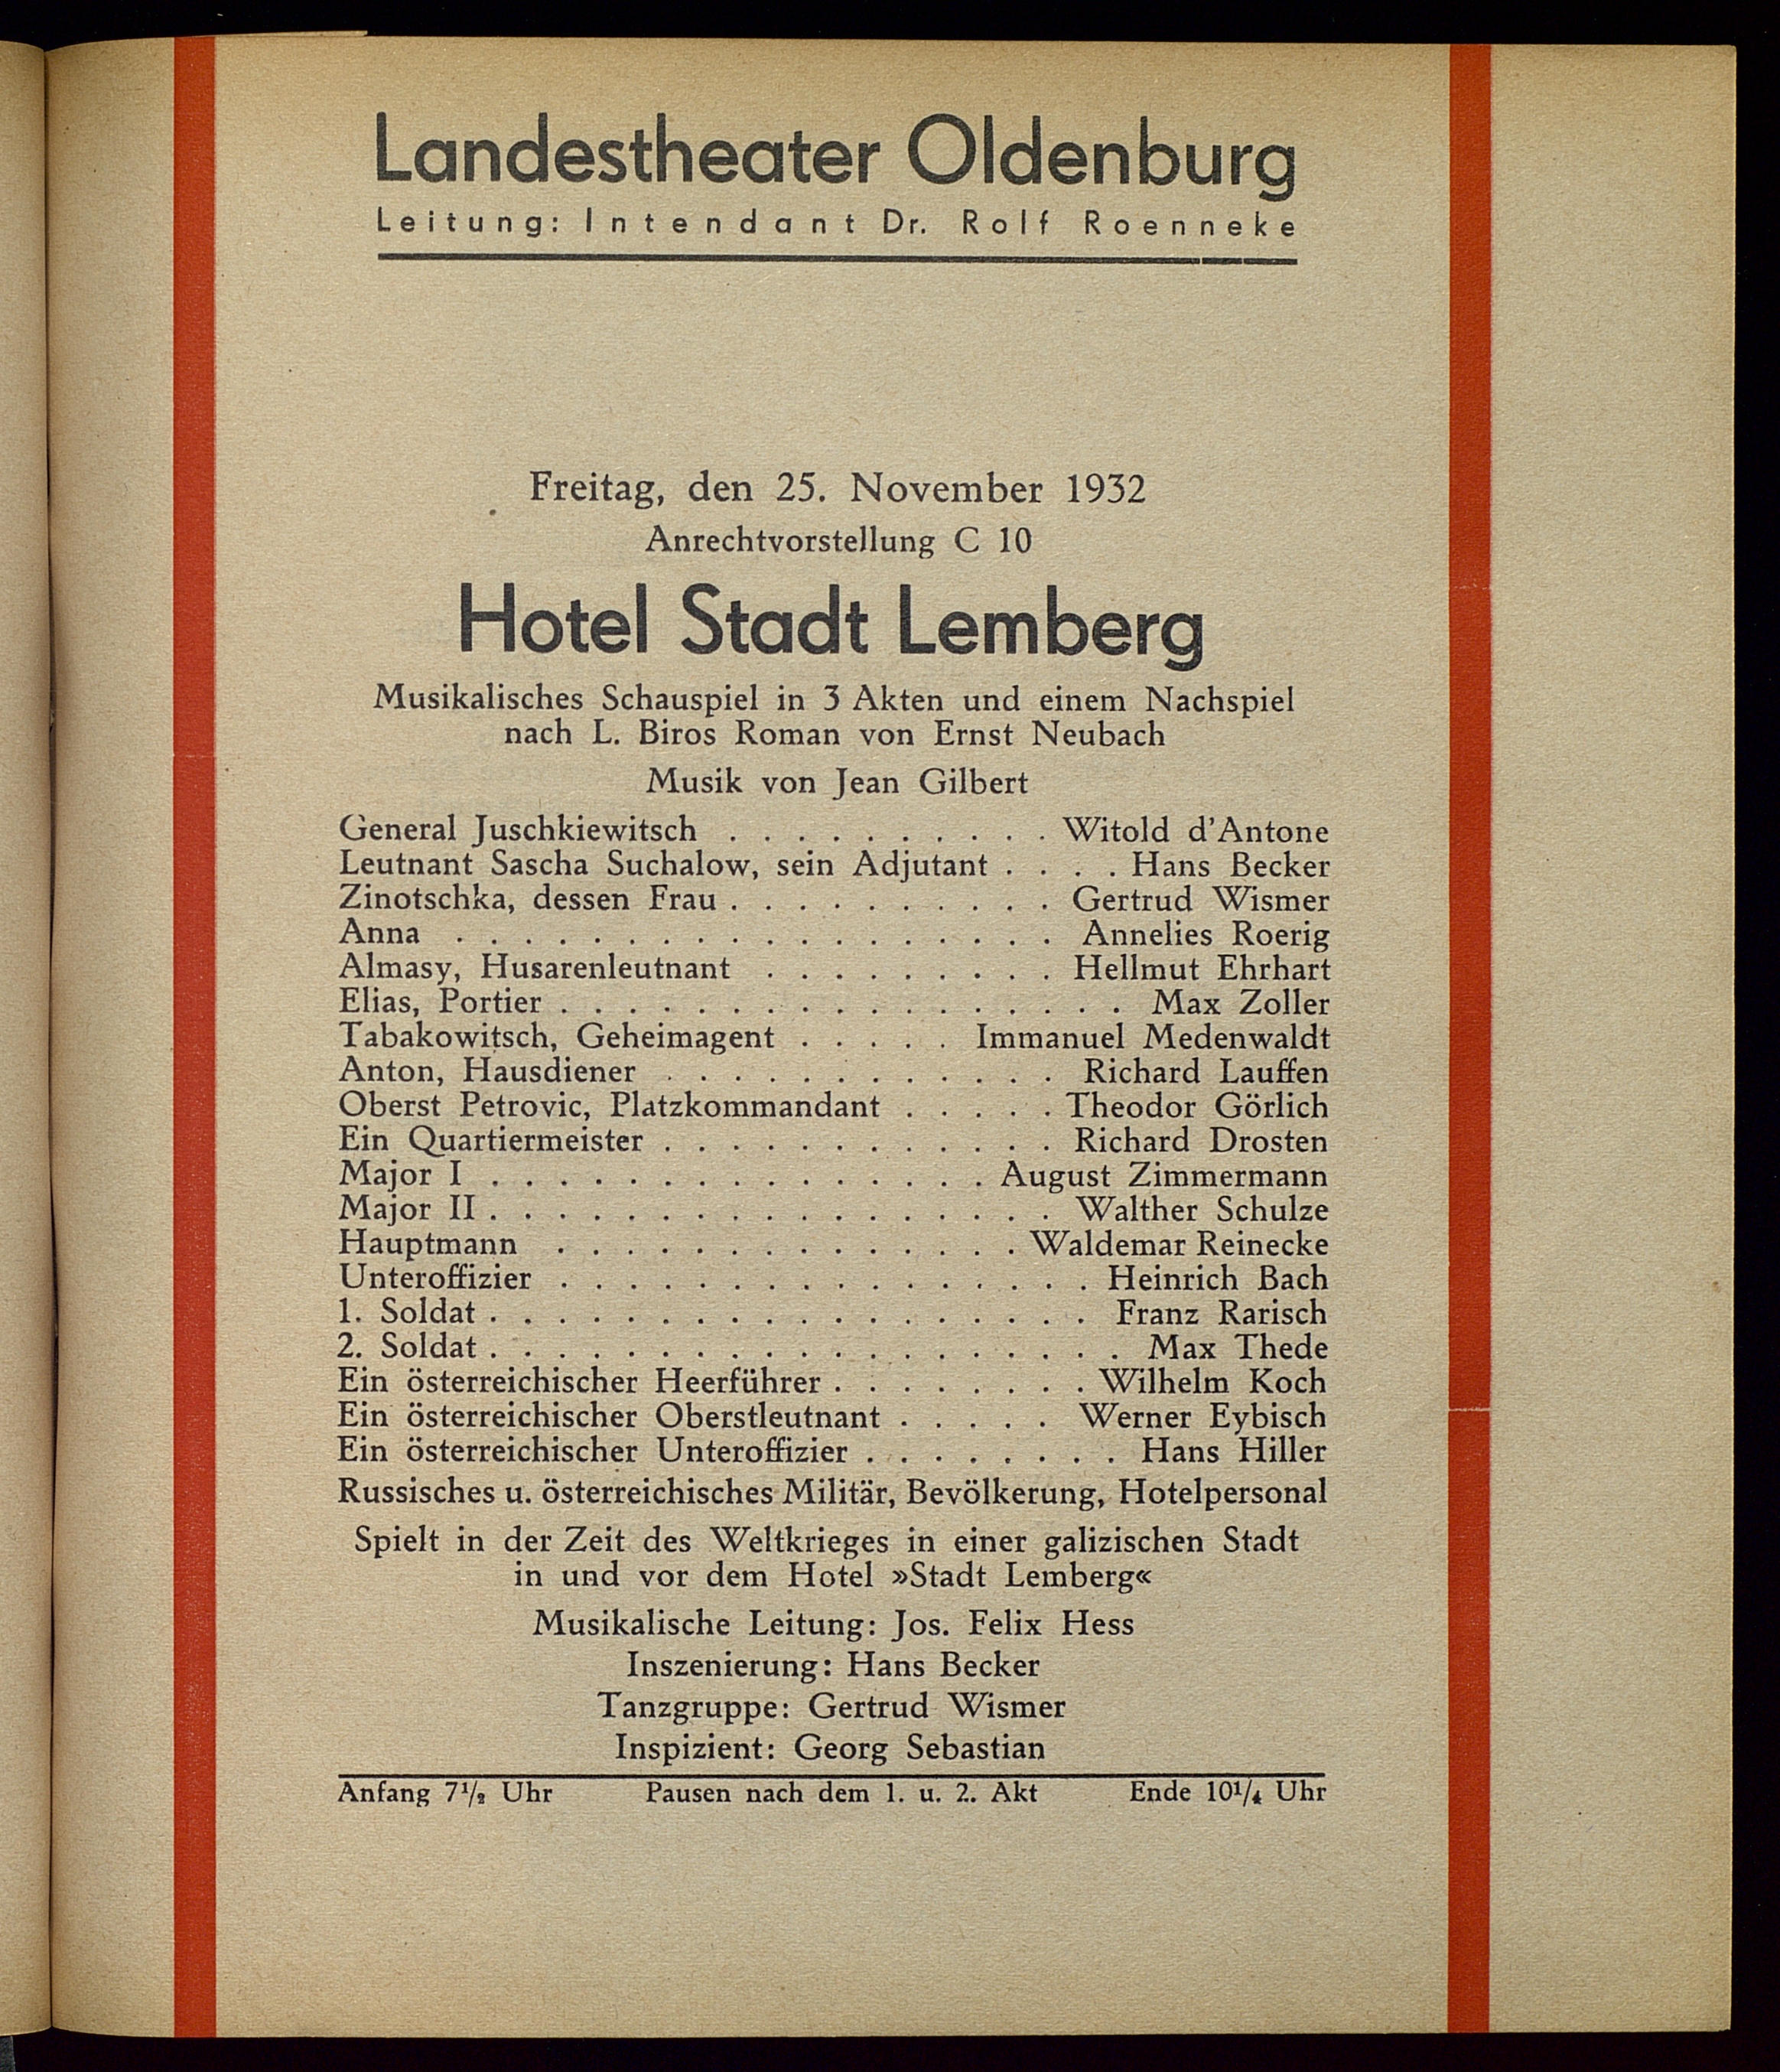 Landestheater Oldenburg
Leitung: Intendant Dr. Rolf Roenneke
Freitag, den 25. November 1932
Anrechtvorstellung C 10
Hotel Stadt Lemberg
Musikalisches Schauspiel in 3 Akten und einem Nachspiel
nach L. Biros Roman von Ernst Neubach
Musik von Jean Gilbert
General Juschkiewitsch . . . . . . . . . . Witold d'Antone
Leutnant Sascha Suchalow, sein Adjutant . . . . Hans Becker
Zinotschka, dessen Frau . . . . . . . . . . Gertrud Wismer
Anna . . . . . . . . . . . . . . . . . . Annelies Roerig
Almasy, Husarenleutnant . . . . . . . . . Hellmut Ehrhart
Elias, Portier . . . . . . . . . . . . . . . . . Max Zoller
Tabakowitsch, Geheimagent . . . . . Immanuel Medenwaldt
Anton, Hausdiener . . . . . . . . . . . . Richard Lauffen
Oberst Petrovic, Platzkommandant . . . . . Theodor Görlich
Ein Quartiermeister . . . . . . . . . . . . Richard Drosten
Major I . . . . . . . . . . . . . . . August Zimmermann
Major II . . . . . . . . . . . . . . . . . Walther Schulze
Hauptmann . . . . . . . . . . . . . . Waldemar Reinecke
Unteroffizier . . . . . . . . . . . . . . . . Heinrich Bach
1. Soldat . . . . . . . . . . . . . . . . . . Franz Rarisch
2. Soldat . . . . . . . . . . . . . . . . . . . Max Thede
Ein österreichischer Heerführer . . . . . . . . Wilhelm Koch
Ein österreichischer Oberstleutnant . . . . . Werner Eybisch
Ein österreichischer Unteroffizier . . . . . . . . Hans Hiller
Russisches u. österreichisches Militär, Bevölkerung, Hotelpersonal
Spielt in der Zeit des Weltkrieges in einer galizischen Stadt
in und vor dem Hotel »Stadt Lemberg«
Musikalische Leitung: Jos. Felix Hess
Inszenierung: Hans Becker
Tanzgruppe: Gertrud Wismer
Inspizient: Georg Sebastian
Anfang 7½ Uhr Pausen nach dem 1. u. 2. Akt Ende 10¼ Uhr